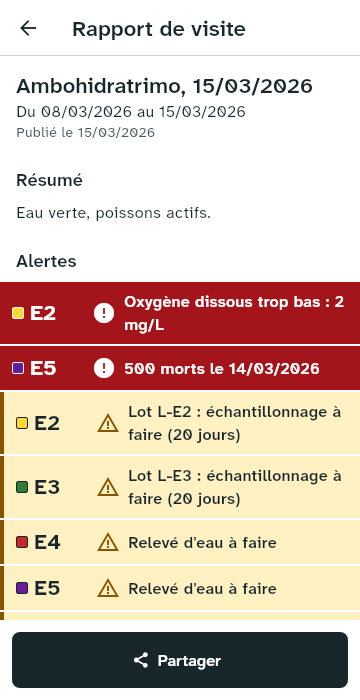 Rapport de visite
Ambohidratrimo, 15/03/2026
Du 08/03/2026 au 15/03/2026
Publié le 15/03/2026
Résumé
Eau verte, poissons actifs.
Alertes
E2
Oxygène dissous trop bas : 2
mg/L
E5
500 morts le 14/03/2026
E2
Lot L-E2 : échantillonnage à
faire (20 jours)
E3
Lot L-E3 : échantillonnage à
faire (20 jours)
E4
Relevé d'eau à faire
E5
Relevé d'eau à faire
Partager